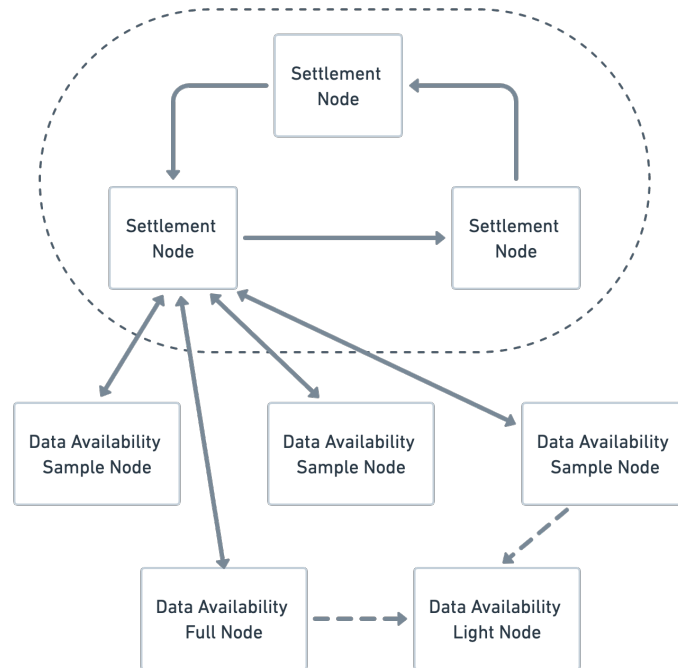 Settlement
Node
Settlement
Node
Settlement
Node
Data Availability
Sample Node
Data Availability
Sample Node
Data Availability
Sample Node
Data Availability
Full Node
Data Availability
Light Node